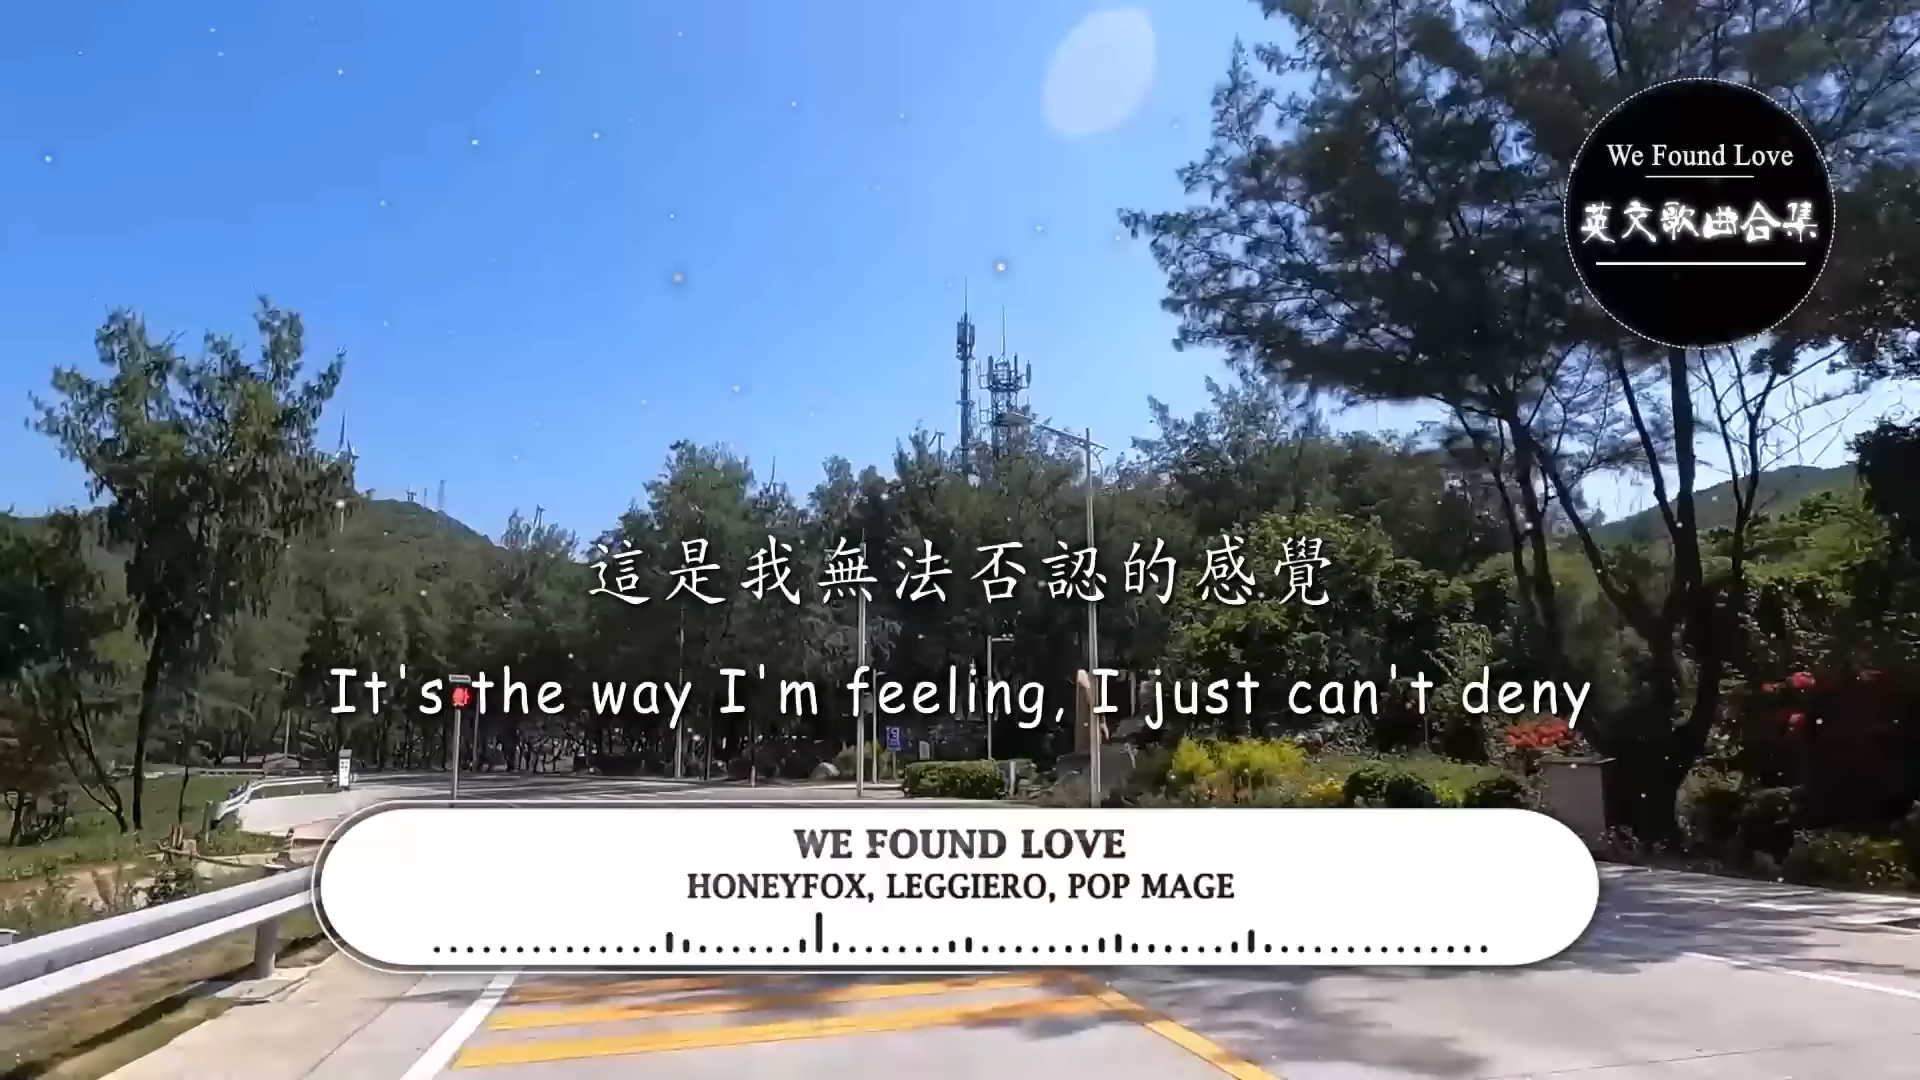 We Found Love
英文歌曲合集
這是我無法否認的感覺
It's the way I'm feeling, I just can't deny
WE FOUND LOVE
HONEYFOX, LEGGIERO, POP MAGE